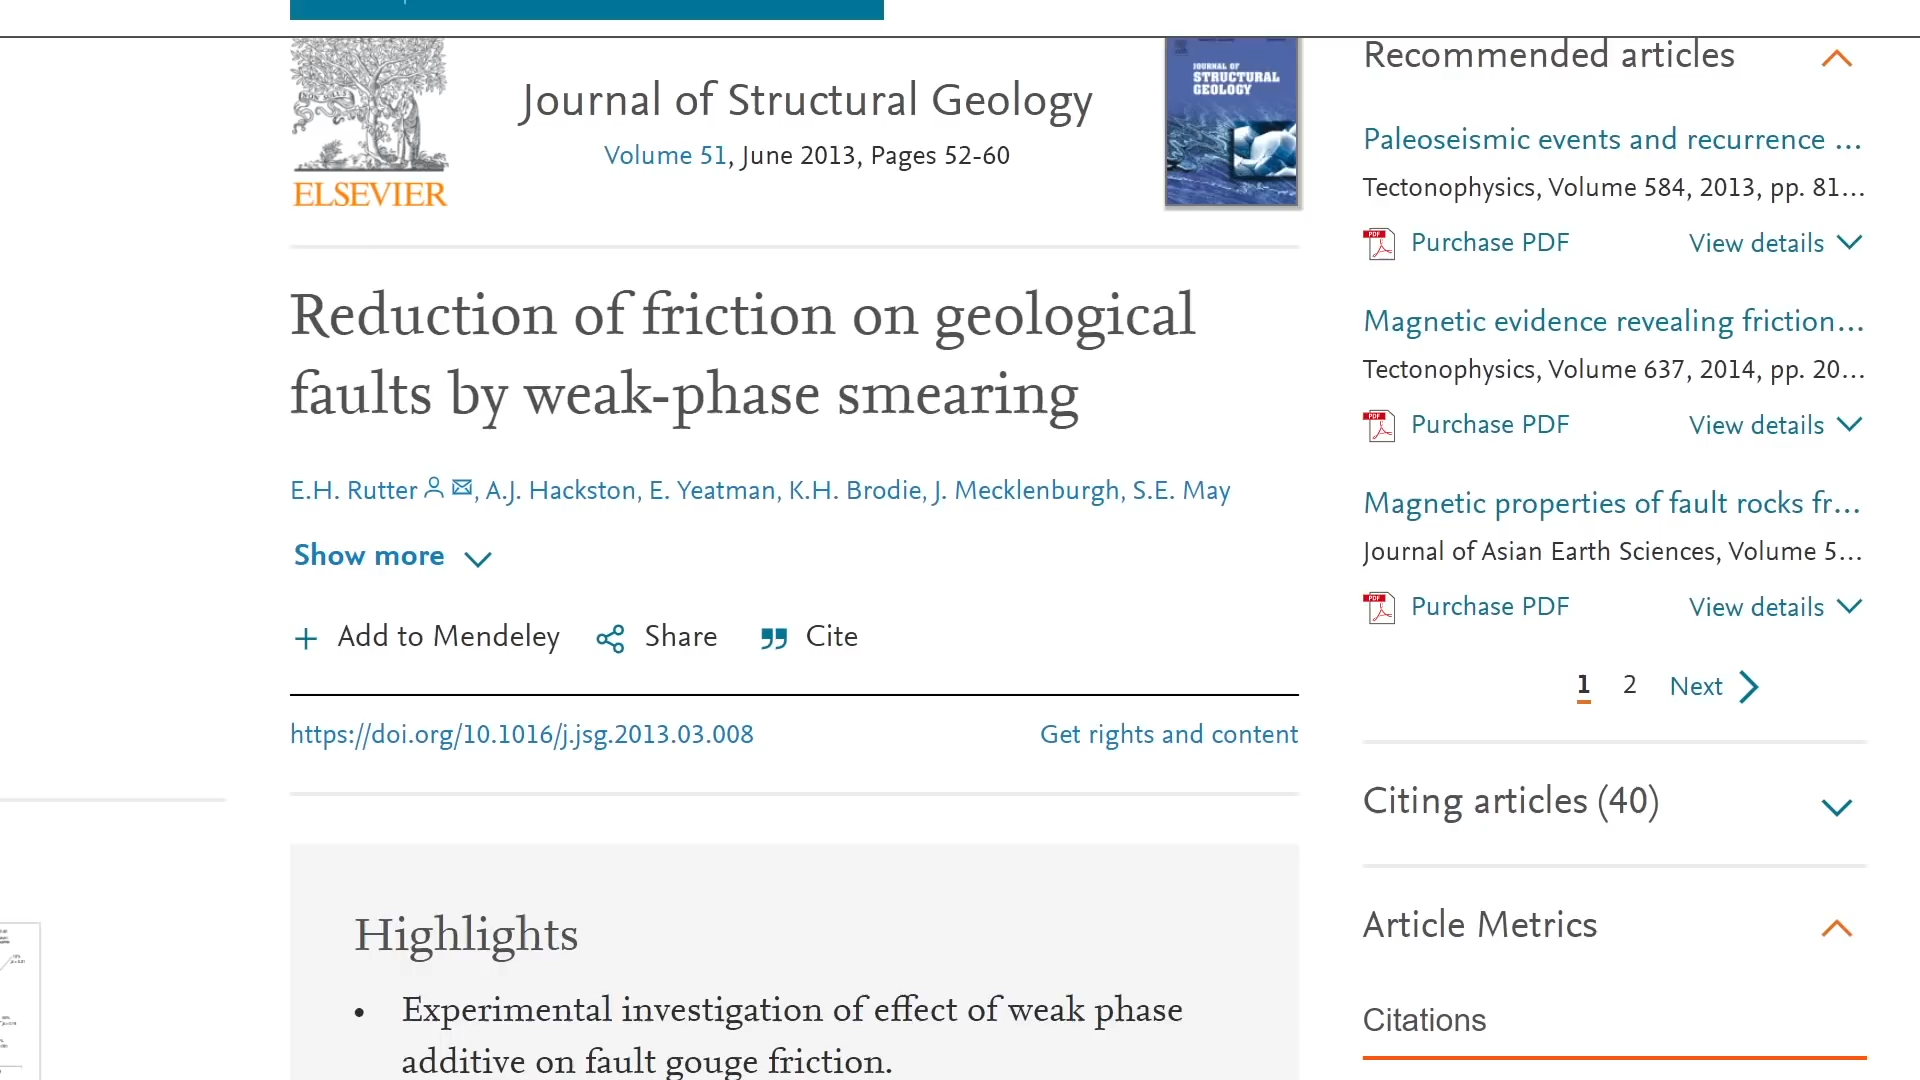 ELSEVIER
Journal of Structural Geology
Volume 51, June 2013, Pages 52-60
JOURNAL OF
STRUCTURAL
GEOLOGY
Reduction of friction on geological
faults by weak-phase smearing
E.H. Rutter, A.J. Hackston, E. Yeatman, K.H. Brodie, J. Mecklenburgh, S.E. May
Show more
Add to Mendeley Share Cite
https://doi.org/10.1016/j.jsg.2013.03.008 Get rights and content
Highlights
• Experimental investigation of effect of weak phase
additive on fault gouge friction.
Recommended articles
Paleoseismic events and recurrence ...
Tectonophysics, Volume 584, 2013, pp. 81...
PDF Purchase PDF View details
Magnetic evidence revealing friction...
Tectonophysics, Volume 637, 2014, pp. 20...
PDF Purchase PDF View details
Magnetic properties of fault rocks fr...
Journal of Asian Earth Sciences, Volume 5...
PDF Purchase PDF View details
1 2 Next
Citing articles (40)
Article Metrics
Citations